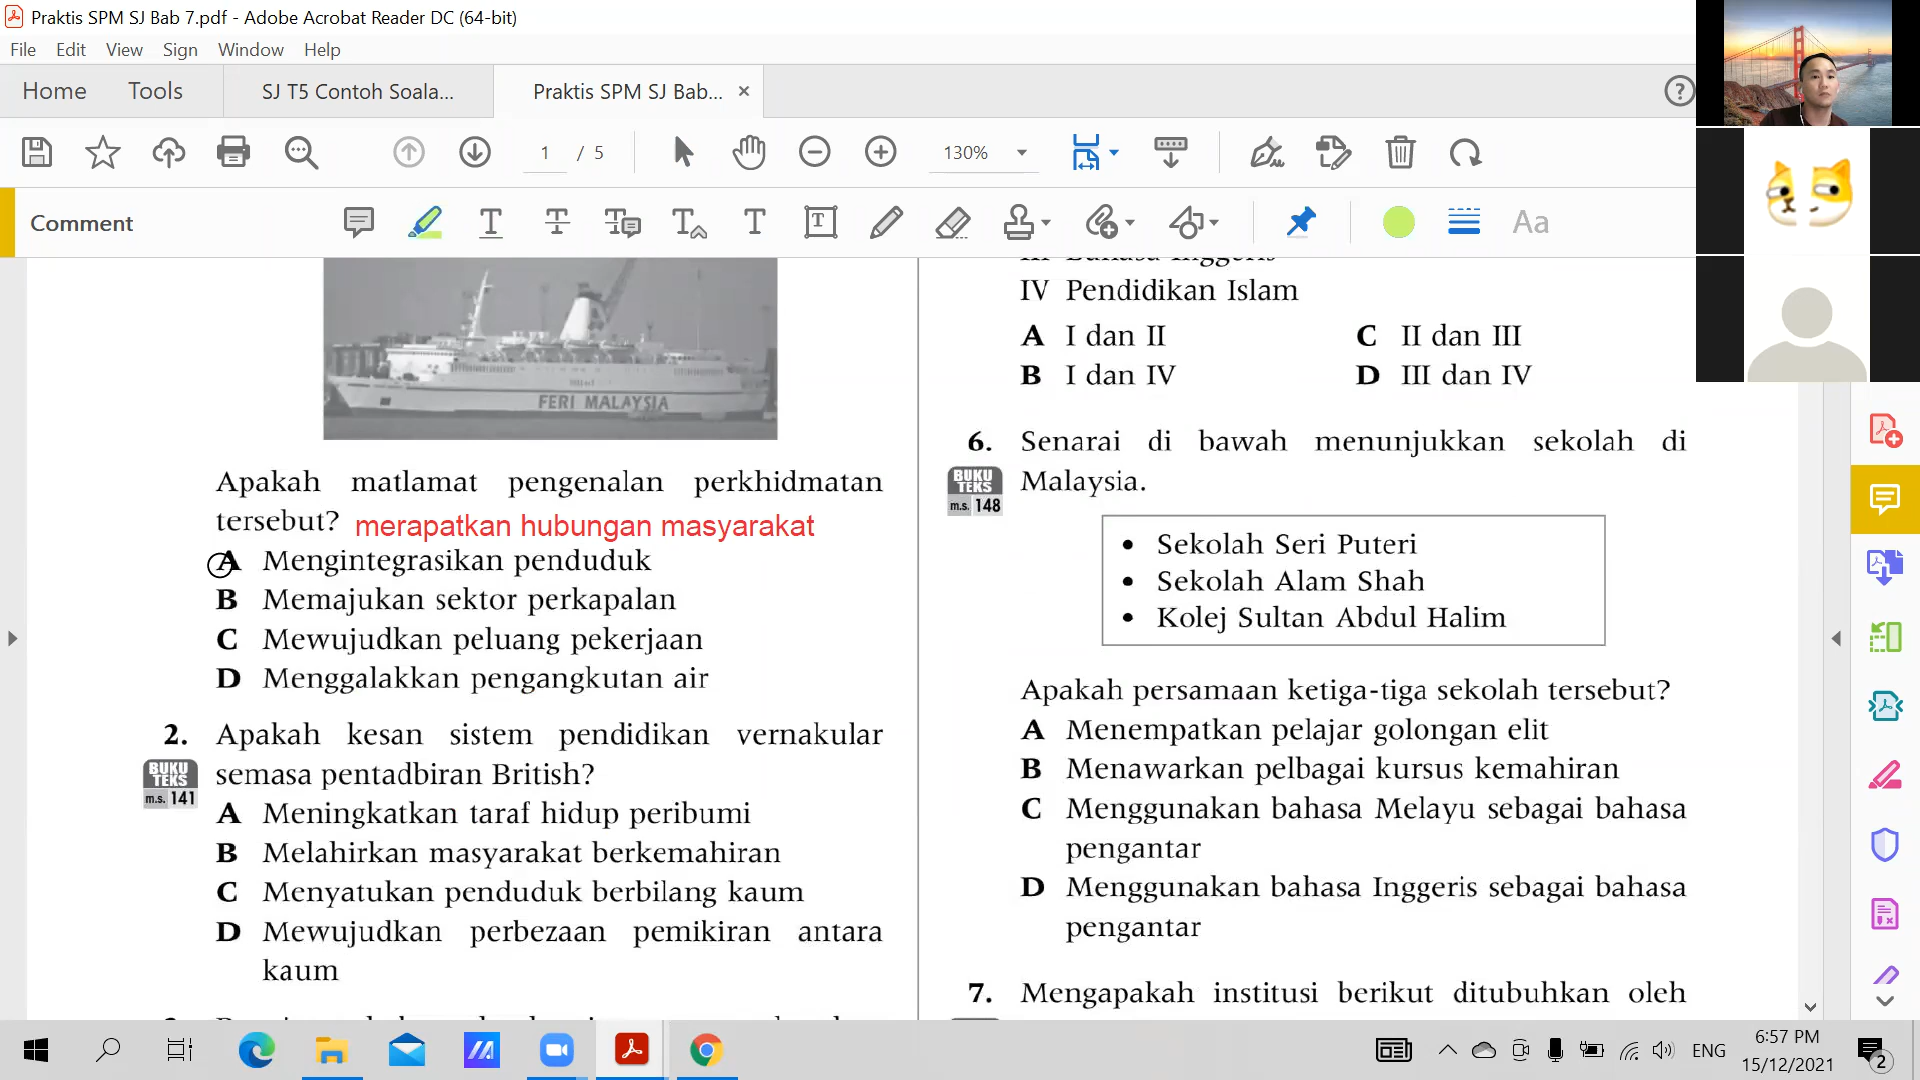 Praktis SPM SJ Bab 7.pdf - Adobe Acrobat Reader DC (64-bit)
File Edit View Sign Window Help
Home Tools SJ T5 Contoh Soala... Praktis SPM SJ Bab... ×
1 / 5 130%
Comment
Aa
FERI MALAYSIA
Apakah matlamat pengenalan perkhidmatan
tersebut? merapatkan hubungan masyarakat
A Mengintegrasikan penduduk
B Memajukan sektor perkapalan
C Mewujudkan peluang pekerjaan
D Menggalakkan pengangkutan air
2. Apakah kesan sistem pendidikan vernakular
BUKU TEKS m.s. 141
semasa pentadbiran British?
A Meningkatkan taraf hidup peribumi
B Melahirkan masyarakat berkemahiran
C Menyatukan penduduk berbilang kaum
D Mewujudkan perbezaan pemikiran antara
kaum
III Bahasa Inggeris
IV Pendidikan Islam
A I dan II C II dan III
B I dan IV D III dan IV
6. Senarai di bawah menunjukkan sekolah di
BUKU TEKS m.s. 148
Malaysia.
• Sekolah Seri Puteri
• Sekolah Alam Shah
• Kolej Sultan Abdul Halim
Apakah persamaan ketiga-tiga sekolah tersebut?
A Menempatkan pelajar golongan elit
B Menawarkan pelbagai kursus kemahiran
C Menggunakan bahasa Melayu sebagai bahasa
pengantar
D Menggunakan bahasa Inggeris sebagai bahasa
pengantar
7. Mengapakah institusi berikut ditubuhkan oleh
ENG
6:57 PM
15/12/2021
2